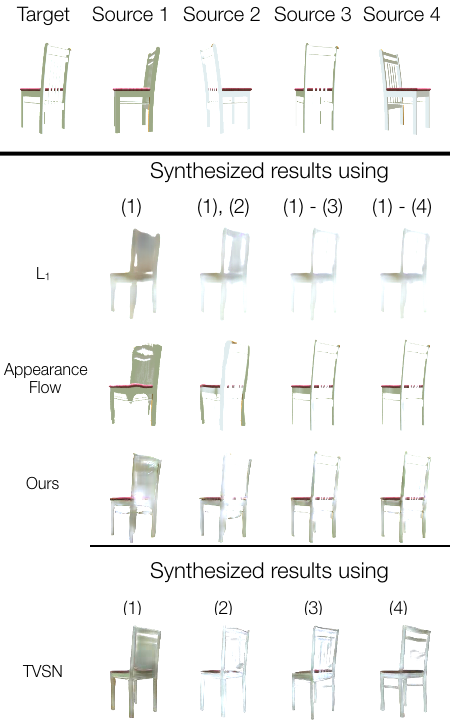 Target Source 1 Source 2 Source 3 Source 4
Synthesized results using
(1) (1), (2) (1) - (3) (1) - (4)
L₁
Appearance
Flow
Ours
Synthesized results using
(1) (2) (3) (4)
TVSN